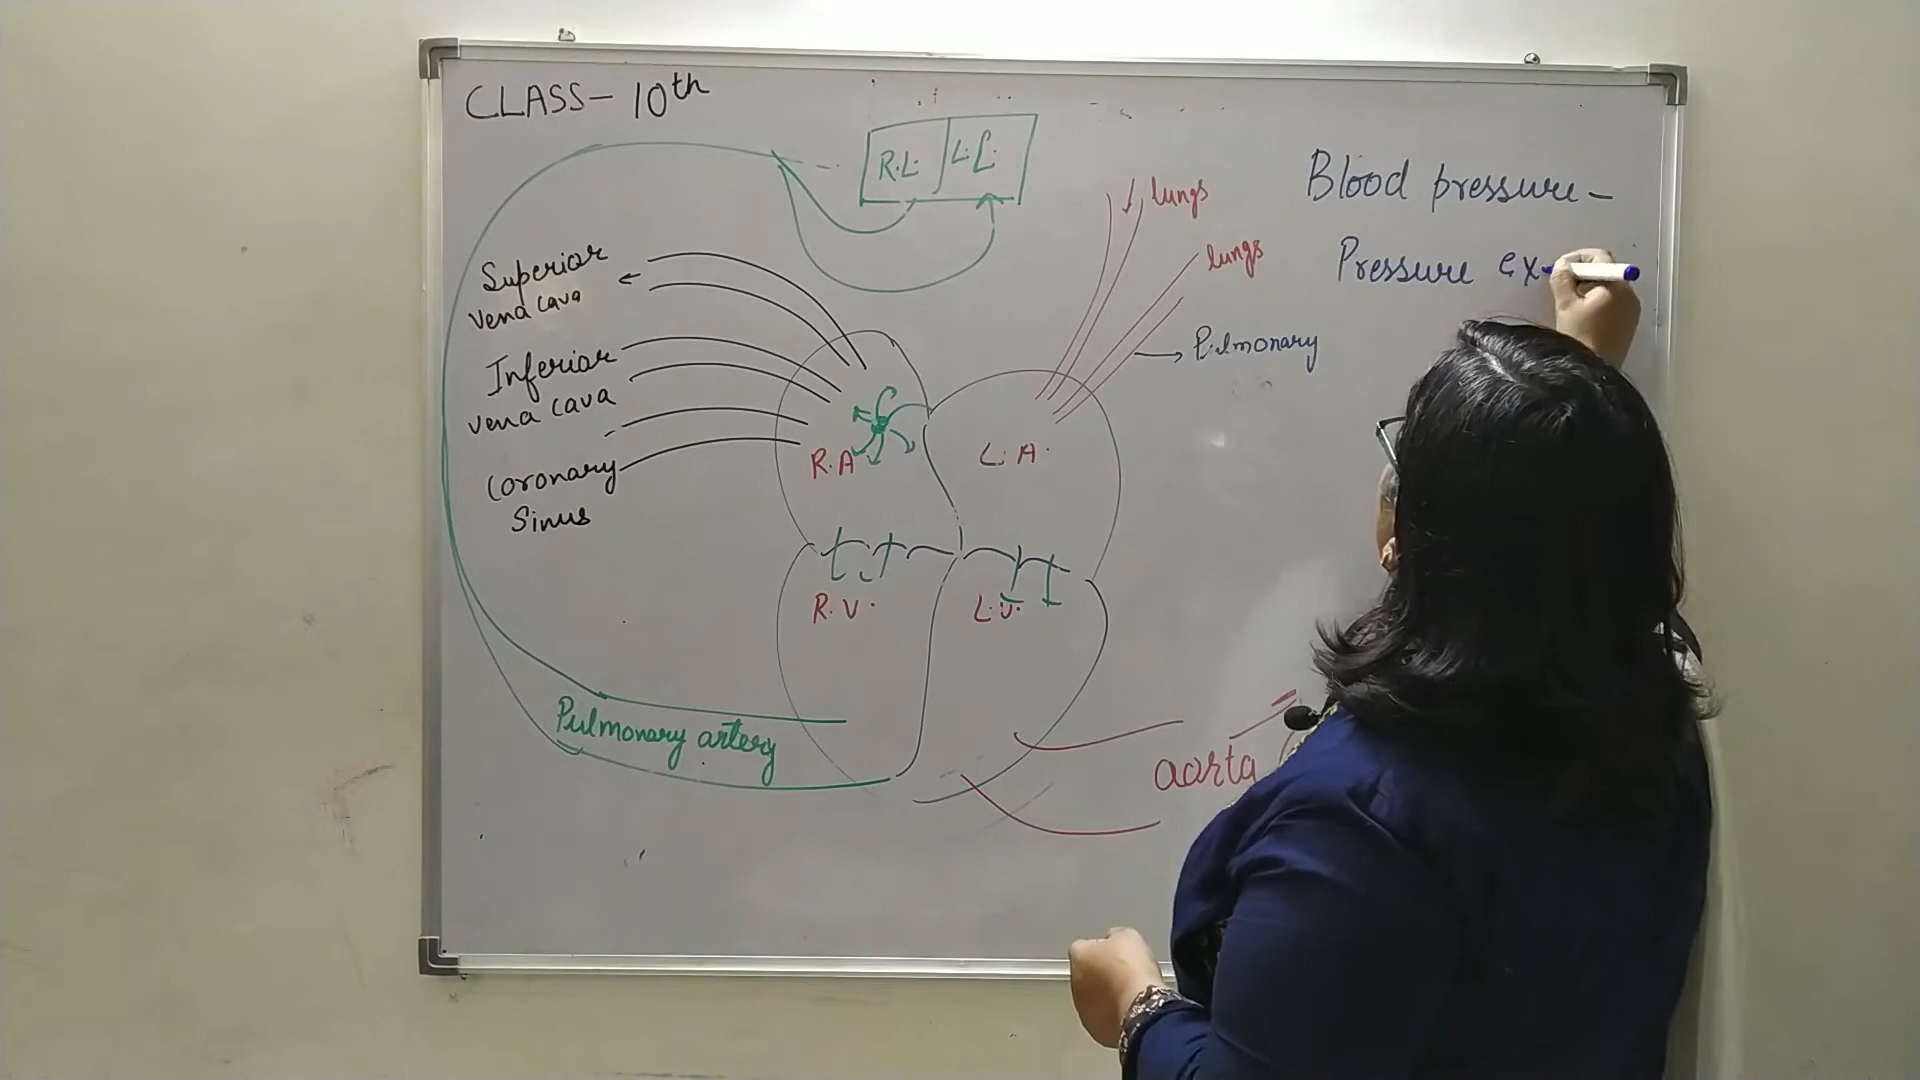 CLASS- 10th
R.L. L.L.
Blood pressure-
Pressure ex
lungs
lungs
Pulmonary
Superior
vena cava
Inferior
vena cava
Coronary
Sinus
R.A
L.A.
R.V.
L.V.
Pulmonary artery
aorta